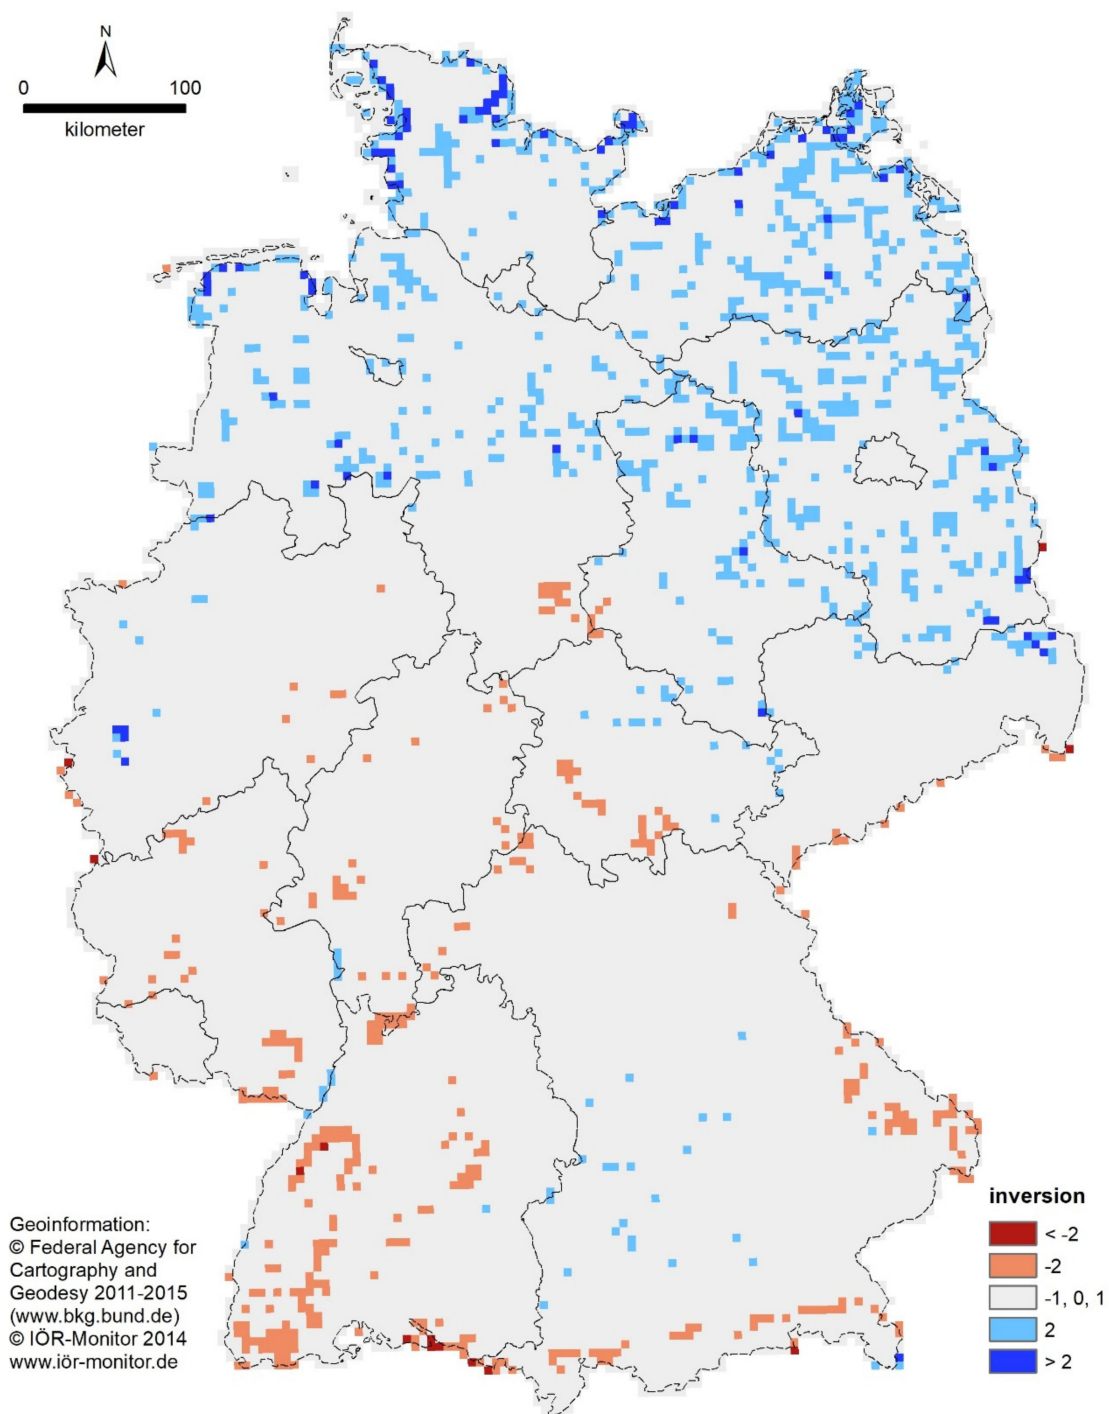 N
0 100
kilometer
Geoinformation:
© Federal Agency for
Cartography and
Geodesy 2011-2015
(www.bkg.bund.de)
© IÖR-Monitor 2014
www.iör-monitor.de
inversion
< -2
-2
-1, 0, 1
2
> 2